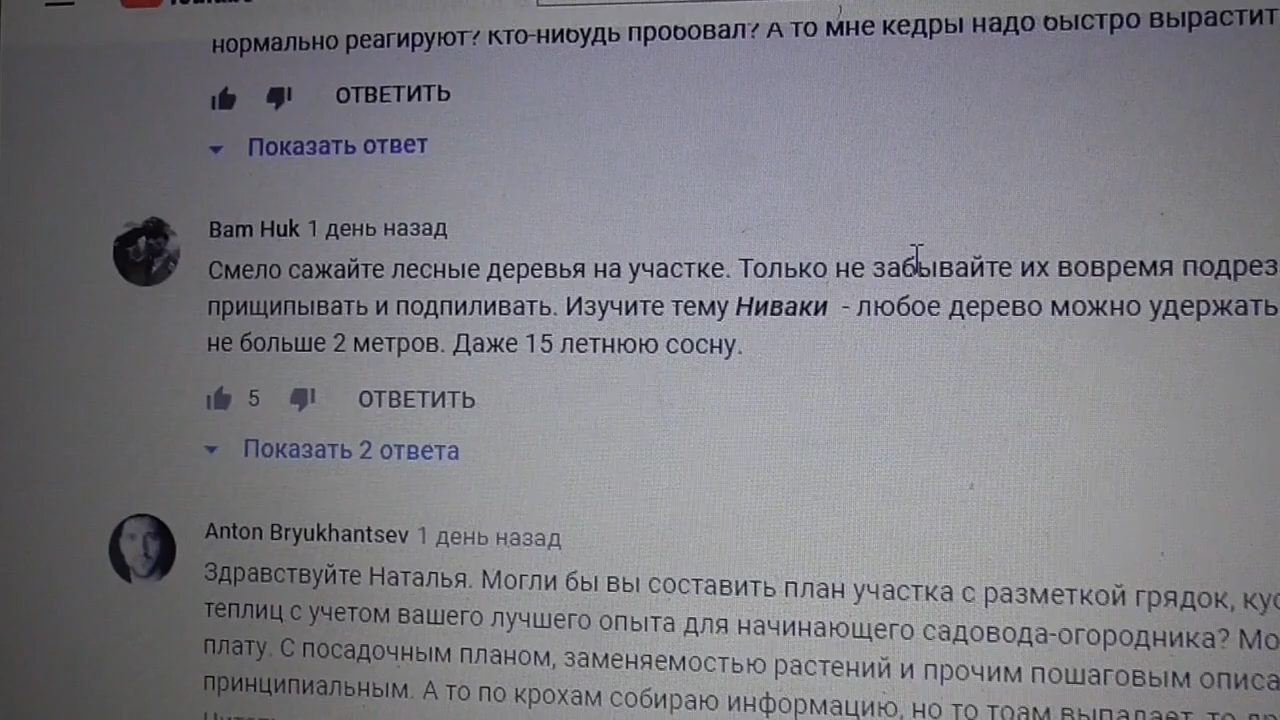 нормально реагируют? Кто-нибудь пробовал? А то мне кедры надо быстро вырастит
ОТВЕТИТЬ
Показать ответ
Bam Huk 1 день назад
Смело сажайте лесные деревья на участке. Только не забывайте их вовремя подрез
прищипывать и подпиливать. Изучите тему Ниваки - любое дерево можно удержать
не больше 2 метров. Даже 15 летнюю сосну.
5 ОТВЕТИТЬ
Показать 2 ответа
Anton Bryukhantsev 1 день назад
Здравствуйте Наталья. Могли бы вы составить план участка с разметкой грядок, кус
теплиц с учетом вашего лучшего опыта для начинающего садовода-огородника? Мо
плату. С посадочным планом, заменяемостью растений и прочим пошаговым описа
принципиальным. А то по крохам собираю информацию, но то тоам выпадает, то